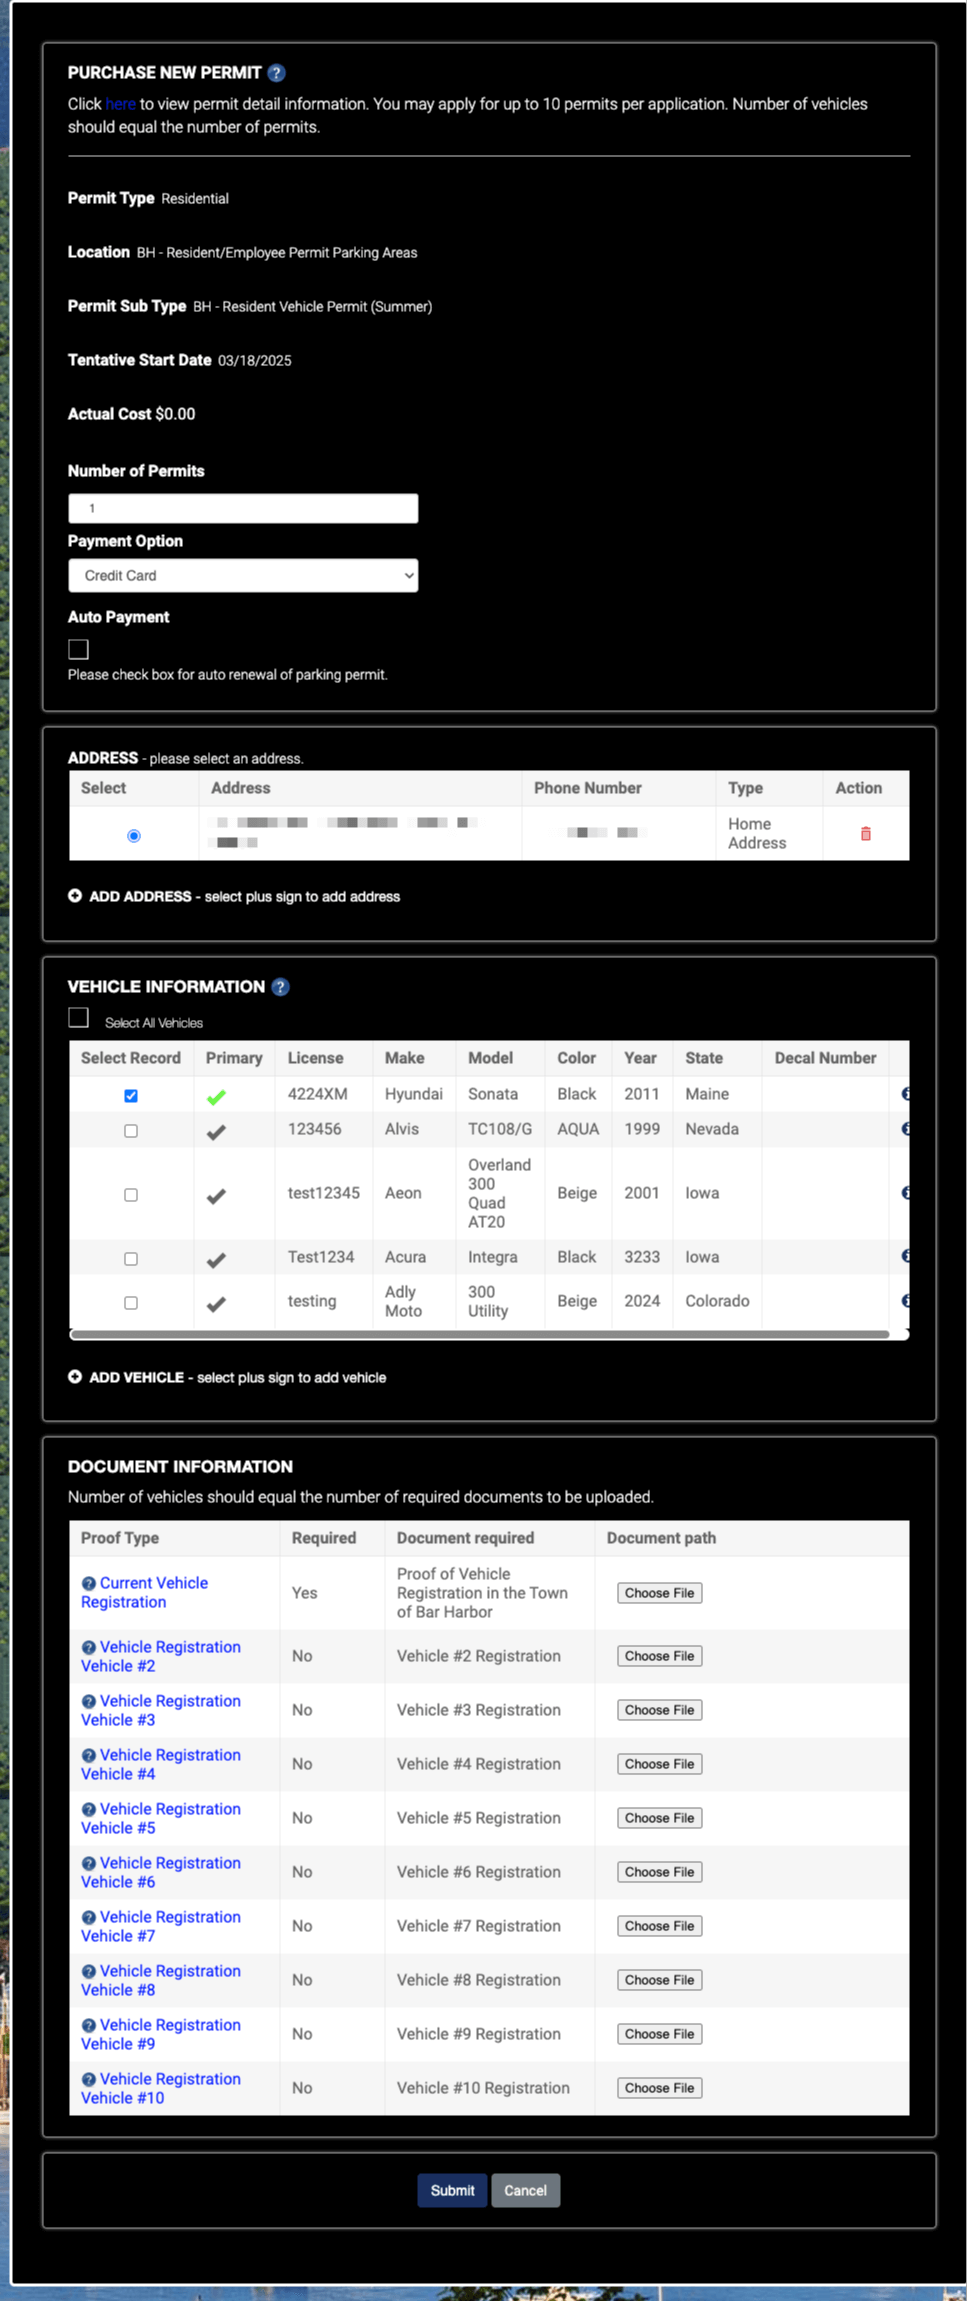 PURCHASE NEW PERMIT ?
Click here to view permit detail information. You may apply for up to 10 permits per application. Number of vehicles
should equal the number of permits.
Permit Type Residential
Location BH - Resident/Employee Permit Parking Areas
Permit Sub Type BH - Resident Vehicle Permit (Summer)
Tentative Start Date 03/18/2025
Actual Cost $0.00
Number of Permits
1
Payment Option
Credit Card
Auto Payment
Please check box for auto renewal of parking permit.
ADDRESS - please select an address.
Select Address Phone Number Type Action
Home
Address
ADD ADDRESS - select plus sign to add address
VEHICLE INFORMATION ?
Select All Vehicles
Select Record Primary License Make Model Color Year State Decal Number
4224XM Hyundai Sonata Black 2011 Maine
123456 Alvis TC108/G AQUA 1999 Nevada
test12345 Aeon Overland 300 Quad AT20 Beige 2001 Iowa
Test1234 Acura Integra Black 3233 Iowa
testing Adly Moto 300 Utility Beige 2024 Colorado
ADD VEHICLE - select plus sign to add vehicle
DOCUMENT INFORMATION
Number of vehicles should equal the number of required documents to be uploaded.
Proof Type Required Document required Document path
? Current Vehicle Registration Yes Proof of Vehicle Registration in the Town of Bar Harbor Choose File
? Vehicle Registration Vehicle #2 No Vehicle #2 Registration Choose File
? Vehicle Registration Vehicle #3 No Vehicle #3 Registration Choose File
? Vehicle Registration Vehicle #4 No Vehicle #4 Registration Choose File
? Vehicle Registration Vehicle #5 No Vehicle #5 Registration Choose File
? Vehicle Registration Vehicle #6 No Vehicle #6 Registration Choose File
? Vehicle Registration Vehicle #7 No Vehicle #7 Registration Choose File
? Vehicle Registration Vehicle #8 No Vehicle #8 Registration Choose File
? Vehicle Registration Vehicle #9 No Vehicle #9 Registration Choose File
? Vehicle Registration Vehicle #10 No Vehicle #10 Registration Choose File
Submit Cancel